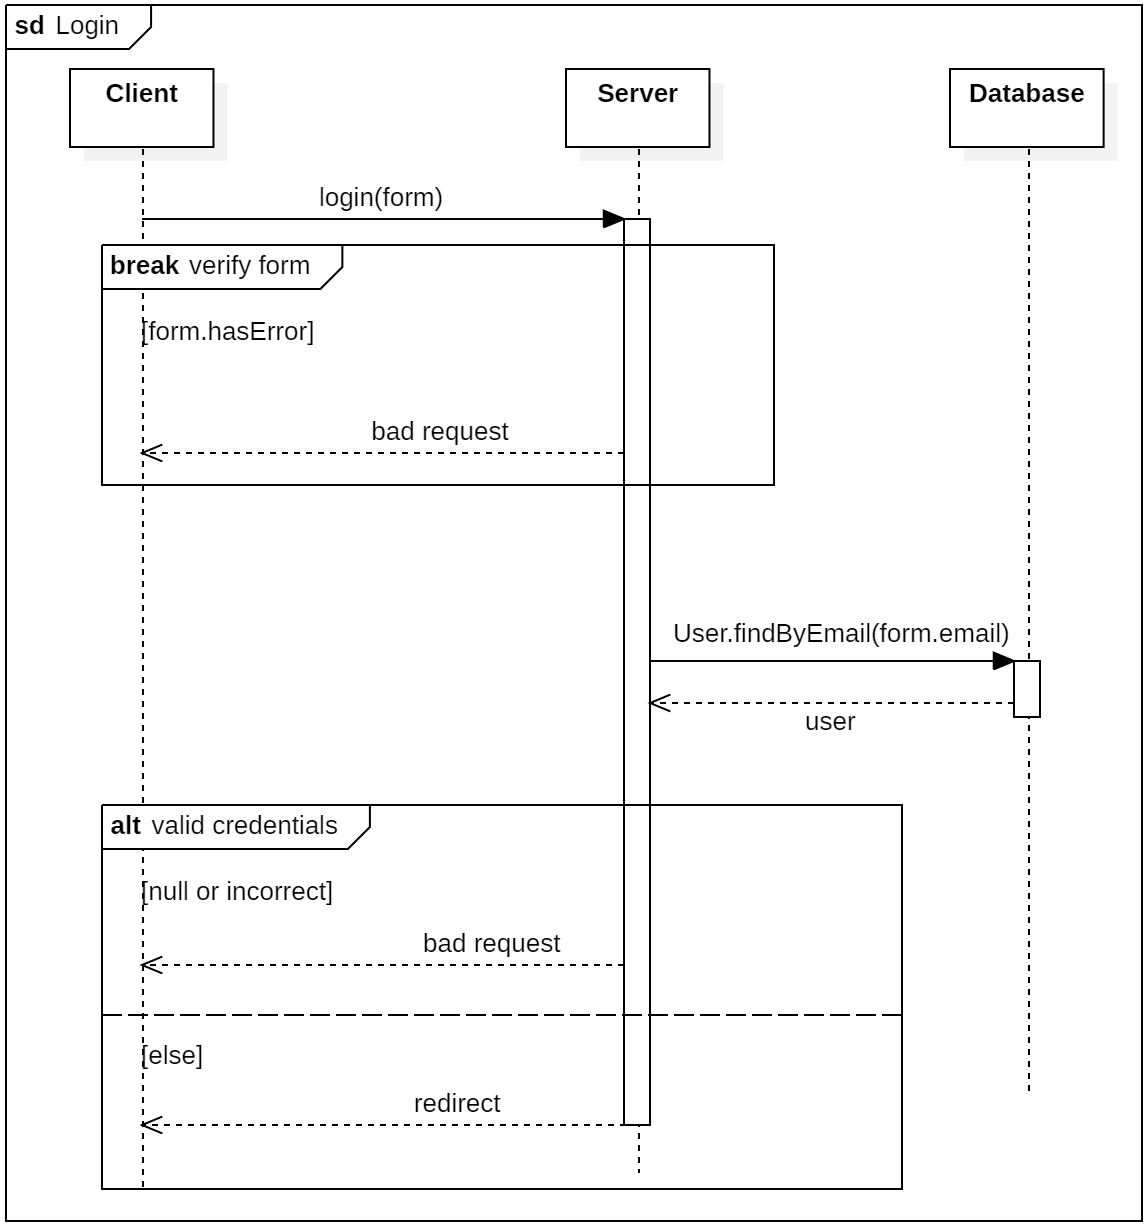 sd Login
Client
Server
Database
login(form)
break verify form
[form.hasError]
bad request
User.findByEmail(form.email)
user
alt valid credentials
[null or incorrect]
bad request
[else]
redirect